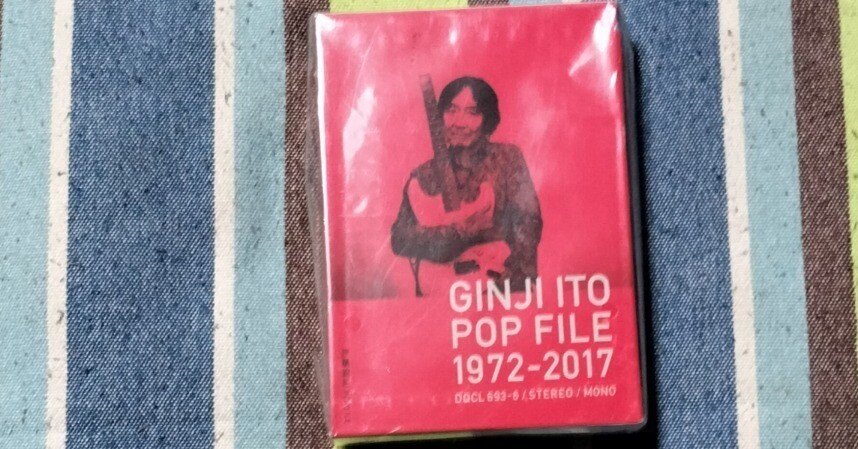 GINJI ITO
POP FILE
1972-2017
DQCL 693-6 / STEREO / MONO